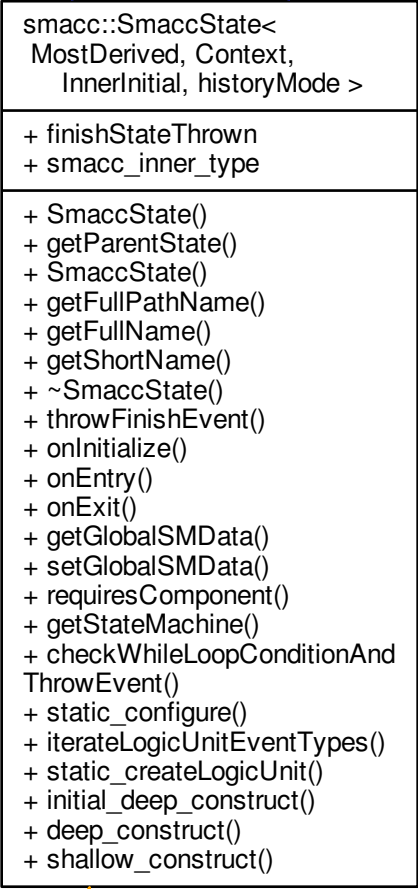 smacc::SmaccState<
MostDerived, Context,
InnerInitial, historyMode >
+ finishStateThrown
+ smacc_inner_type
+ SmaccState()
+ getParentState()
+ SmaccState()
+ getFullPathName()
+ getFullName()
+ getShortName()
+ ~SmaccState()
+ throwFinishEvent()
+ onInitialize()
+ onEntry()
+ onExit()
+ getGlobalSMData()
+ setGlobalSMData()
+ requiresComponent()
+ getStateMachine()
+ checkWhileLoopConditionAnd
ThrowEvent()
+ static_configure()
+ iterateLogicUnitEventTypes()
+ static_createLogicUnit()
+ initial_deep_construct()
+ deep_construct()
+ shallow_construct()